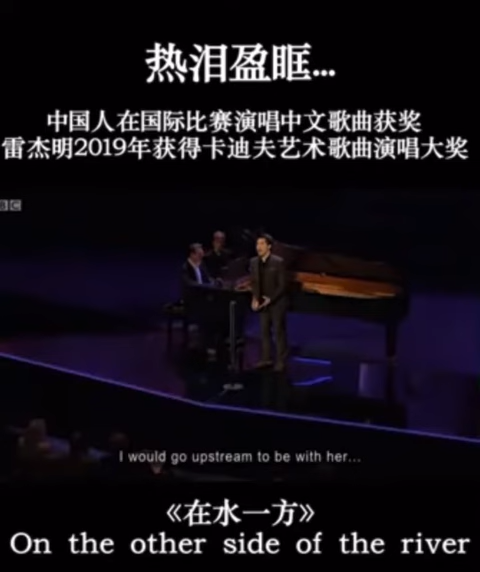 热泪盈眶...
中国人在国际比赛演唱中文歌曲获奖
雷杰明2019年获得卡迪夫艺术歌曲演唱大奖
BBC
I would go upstream to be with her...
《在水一方》
On the other side of the river